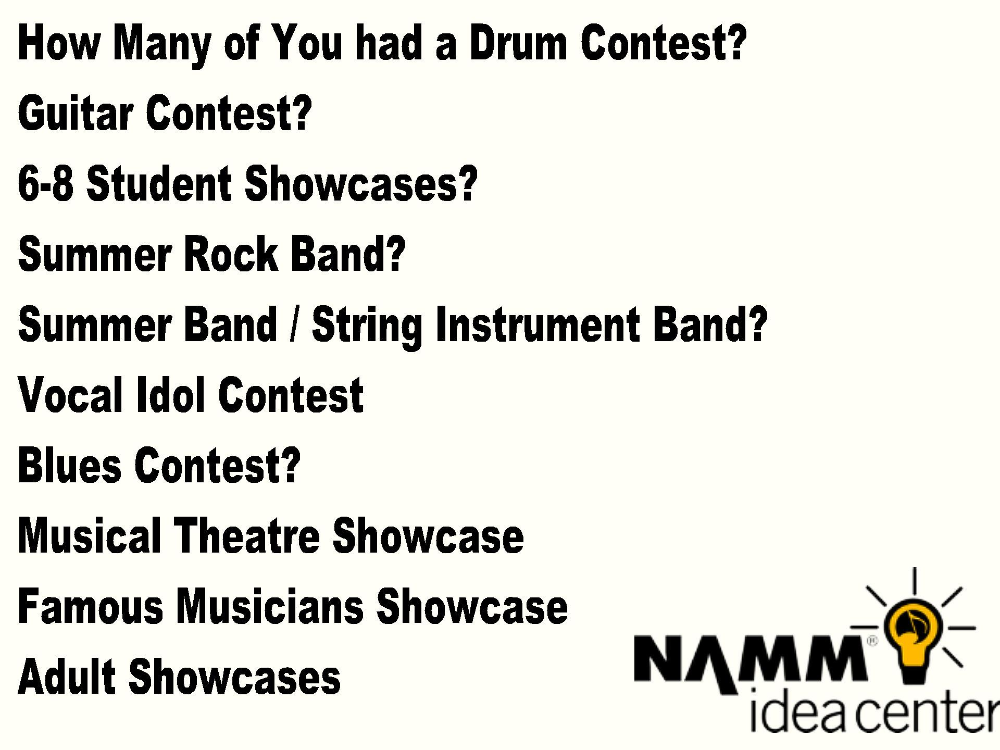 How Many of You had a Drum Contest?
Guitar Contest?
6-8 Student Showcases?
Summer Rock Band?
Summer Band / String Instrument Band?
Vocal Idol Contest
Blues Contest?
Musical Theatre Showcase
Famous Musicians Showcase
Adult Showcases
NAMM®
idea center